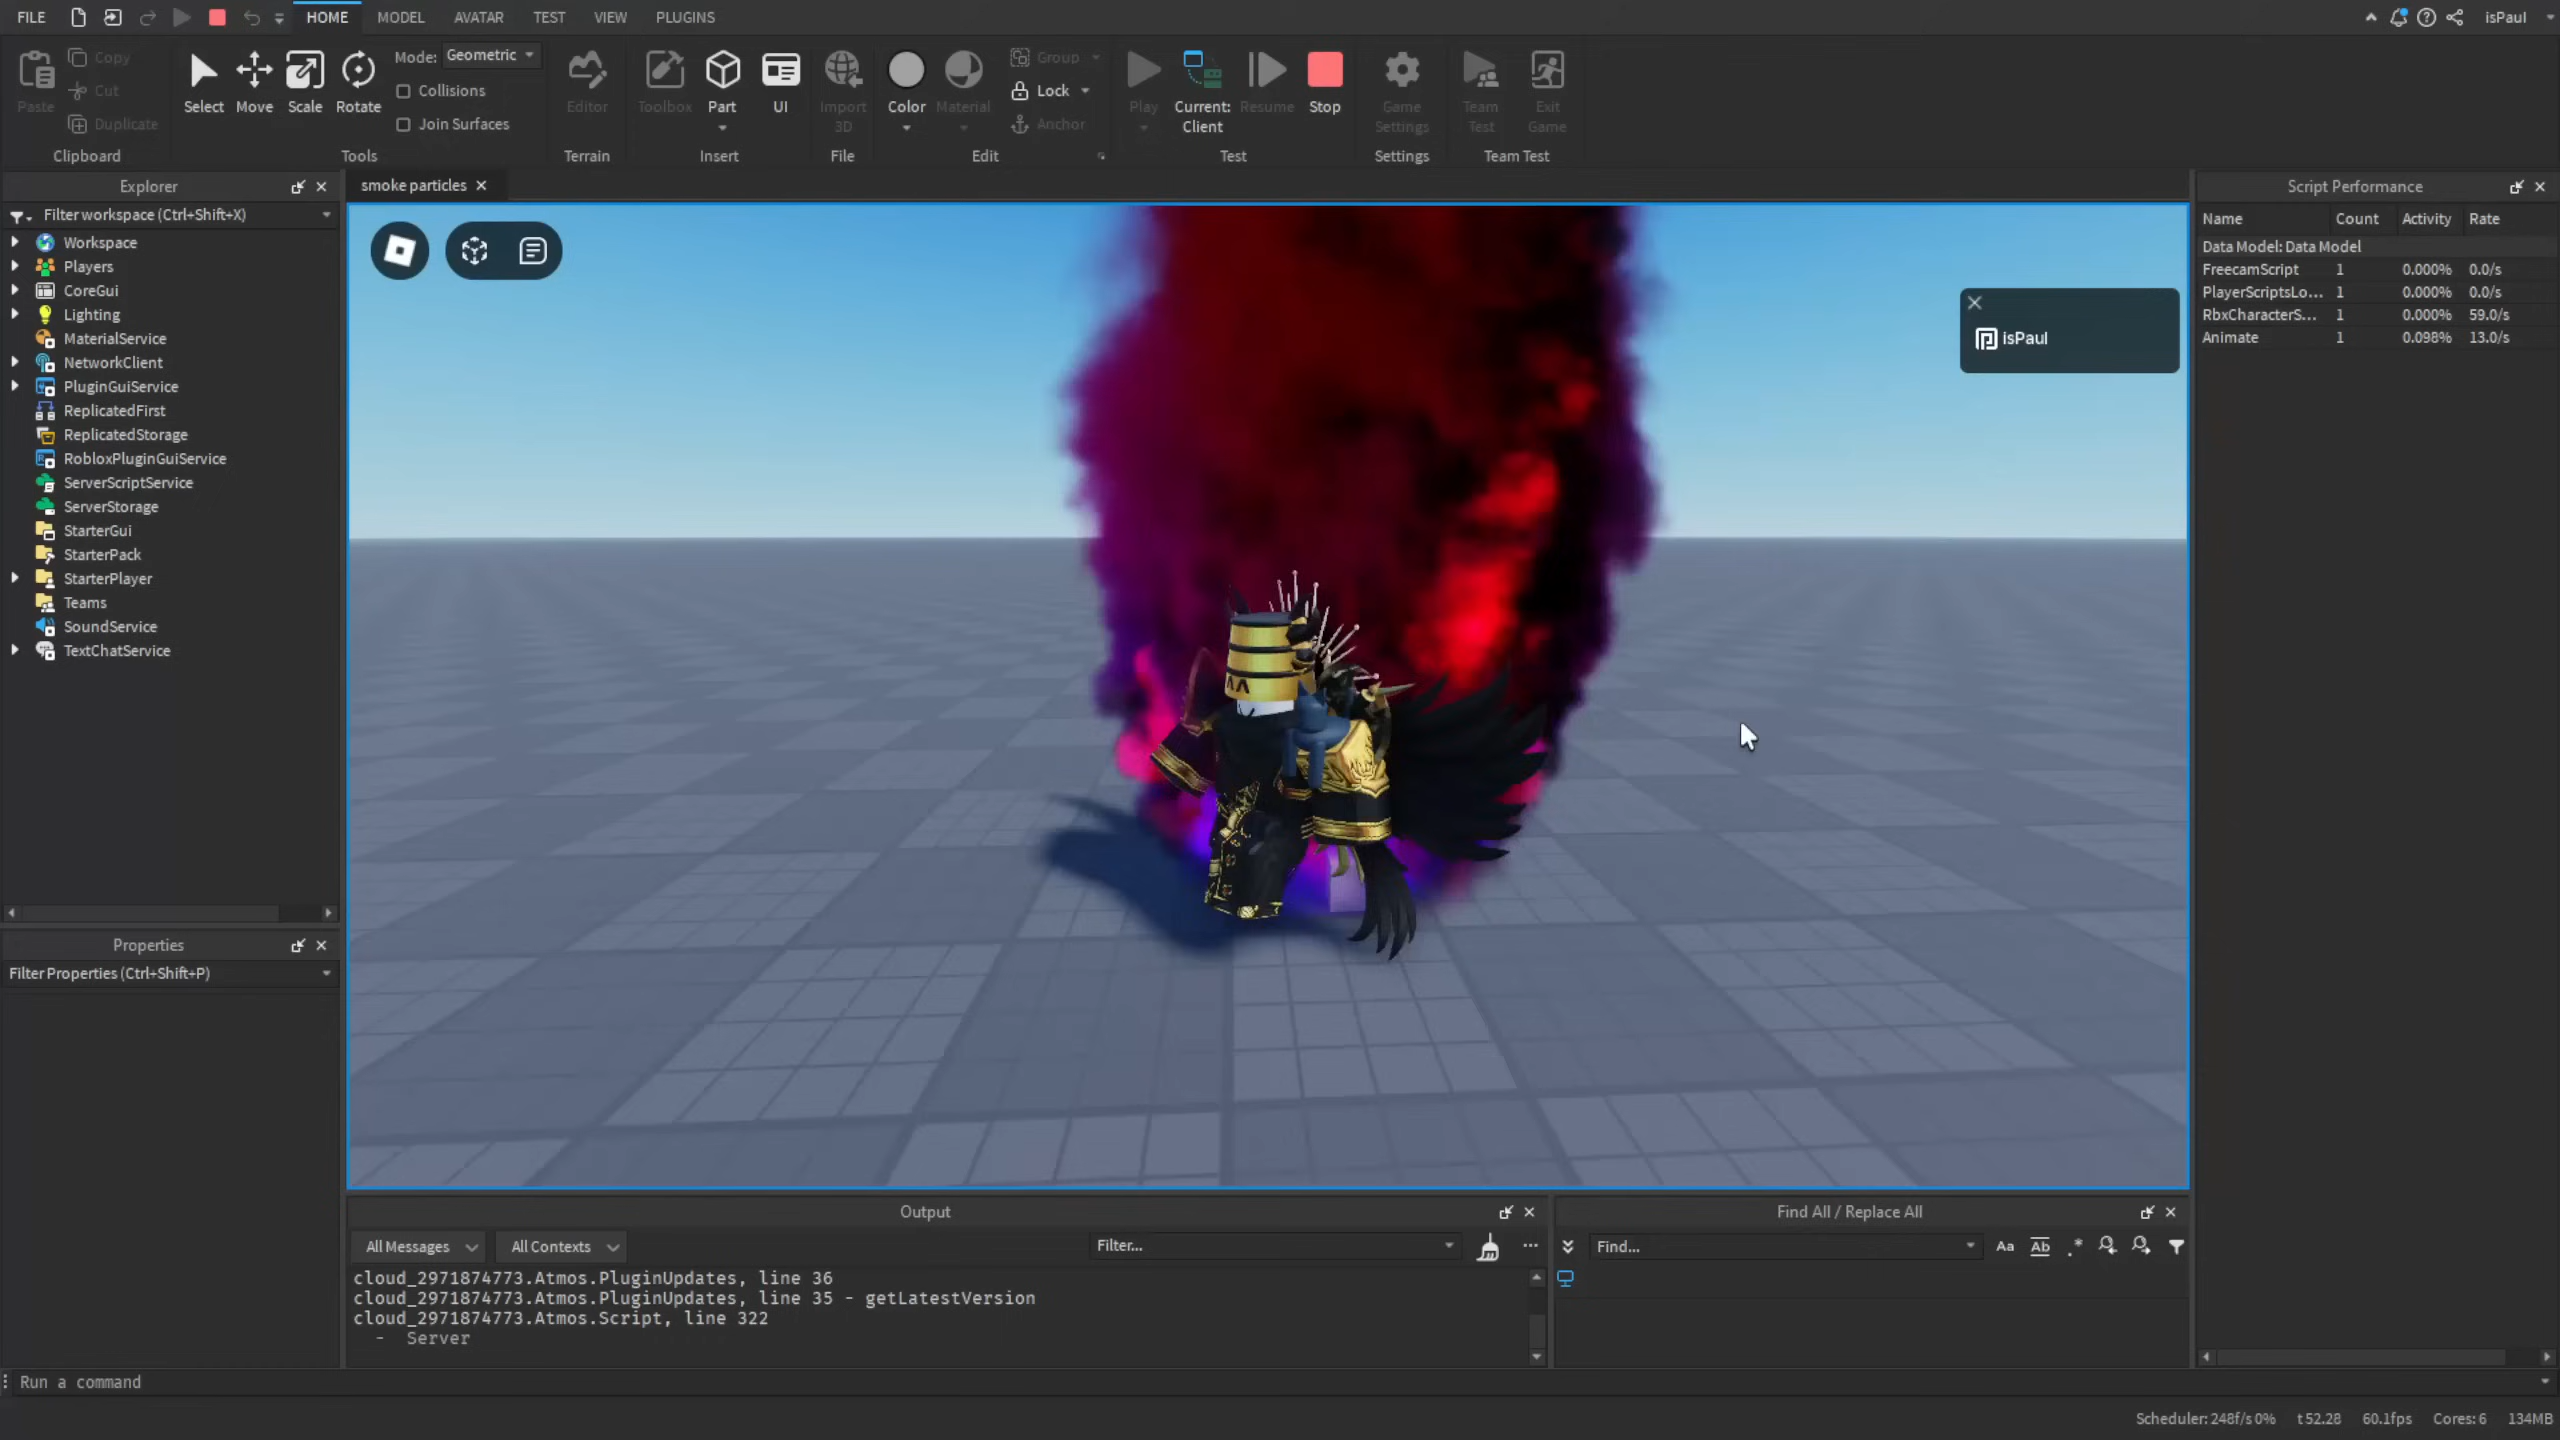 FILE
HOME
MODEL
AVATAR
TEST
VIEW
PLUGINS
isPaul
Paste
Copy
Cut
Duplicate
Clipboard
Select
Move
Scale
Rotate
Mode: Geometric
Collisions
Join Surfaces
Tools
Editor
Terrain
Toolbox
Part
UI
Insert
Import
3D
File
Color
Material
Group
Lock
Anchor
Edit
Play
Current:
Client
Resume
Stop
Test
Game
Settings
Settings
Team
Test
Exit
Game
Team Test
Explorer
Filter workspace (Ctrl+Shift+X)
Workspace
Players
CoreGui
Lighting
MaterialService
NetworkClient
PluginGuiService
ReplicatedFirst
ReplicatedStorage
RobloxPluginGuiService
ServerScriptService
ServerStorage
StarterGui
StarterPack
StarterPlayer
Teams
SoundService
TextChatService
Properties
Filter Properties (Ctrl+Shift+P)
smoke particles
isPaul
Script Performance
Name Count Activity Rate
Data Model: Data Model
FreecamScript 1 0.000% 0.0/s
PlayerScriptsLo... 1 0.000% 0.0/s
RbxCharacterS... 1 0.000% 59.0/s
Animate 1 0.098% 13.0/s
Output
All Messages
All Contexts
Filter...
cloud_2971874773.Atmos.PluginUpdates, line 36
cloud_2971874773.Atmos.PluginUpdates, line 35 - getLatestVersion
cloud_2971874773.Atmos.Script, line 322
- Server
Find All / Replace All
Find...
Aa
Ab
.*
Run a command
Scheduler: 248f/s 0% t 52.28 60.1fps Cores: 6 134MB